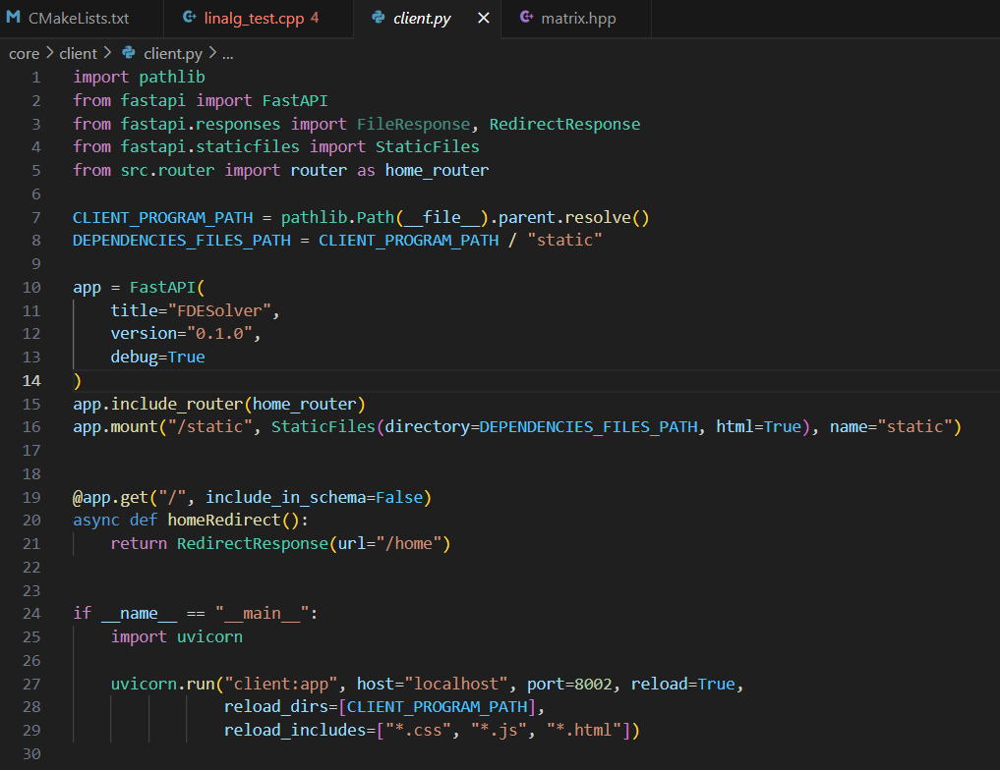 CMakeLists.txt linalg_test.cpp 4 client.py matrix.hpp
core > client > client.py > ...
1 import pathlib
2 from fastapi import FastAPI
3 from fastapi.responses import FileResponse, RedirectResponse
4 from fastapi.staticfiles import StaticFiles
5 from src.router import router as home_router
6
7 CLIENT_PROGRAM_PATH = pathlib.Path(__file__).parent.resolve()
8 DEPENDENCIES_FILES_PATH = CLIENT_PROGRAM_PATH / "static"
9
10 app = FastAPI(
11     title="FDESolver",
12     version="0.1.0",
13     debug=True
14 )
15 app.include_router(home_router)
16 app.mount("/static", StaticFiles(directory=DEPENDENCIES_FILES_PATH, html=True), name="static")
17
18
19 @app.get("/", include_in_schema=False)
20 async def homeRedirect():
21     return RedirectResponse(url="/home")
22
23
24 if __name__ == "__main__":
25     import uvicorn
26
27     uvicorn.run("client:app", host="localhost", port=8002, reload=True,
28                 reload_dirs=[CLIENT_PROGRAM_PATH],
29                 reload_includes=["*.css", "*.js", "*.html"])
30